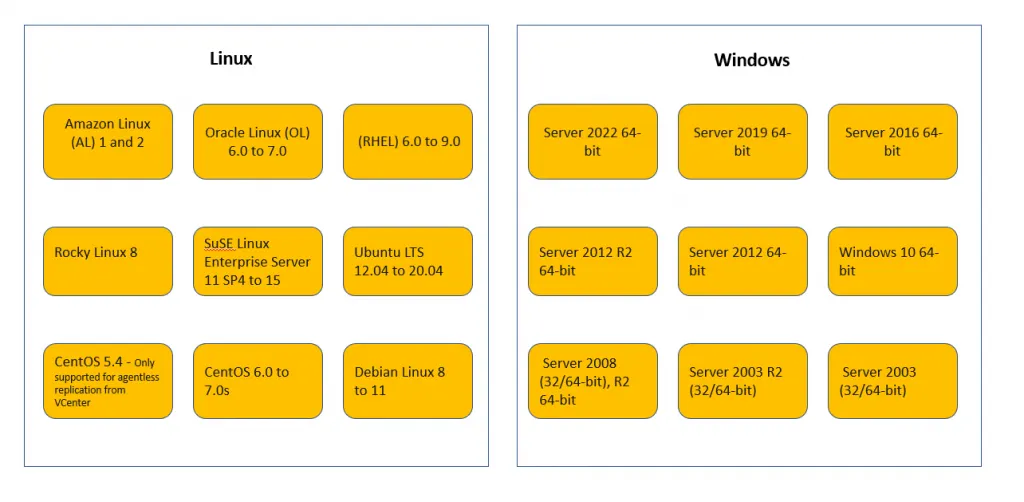 Linux
Amazon Linux
(AL) 1 and 2
Oracle Linux (OL)
6.0 to 7.0
(RHEL) 6.0 to 9.0
Rocky Linux 8
SuSE Linux
Enterprise Server
11 SP4 to 15
Ubuntu LTS
12.04 to 20.04
CentOS 5.4 - Only
supported for agentless
replication from
VCenter
CentOS 6.0 to
7.0s
Debian Linux 8
to 11
Windows
Server 2022 64-
bit
Server 2019 64-
bit
Server 2016 64-
bit
Server 2012 R2
64-bit
Server 2012 64-
bit
Windows 10 64-
bit
Server 2008
(32/64-bit), R2
64-bit
Server 2003 R2
(32/64-bit)
Server 2003
(32/64-bit)